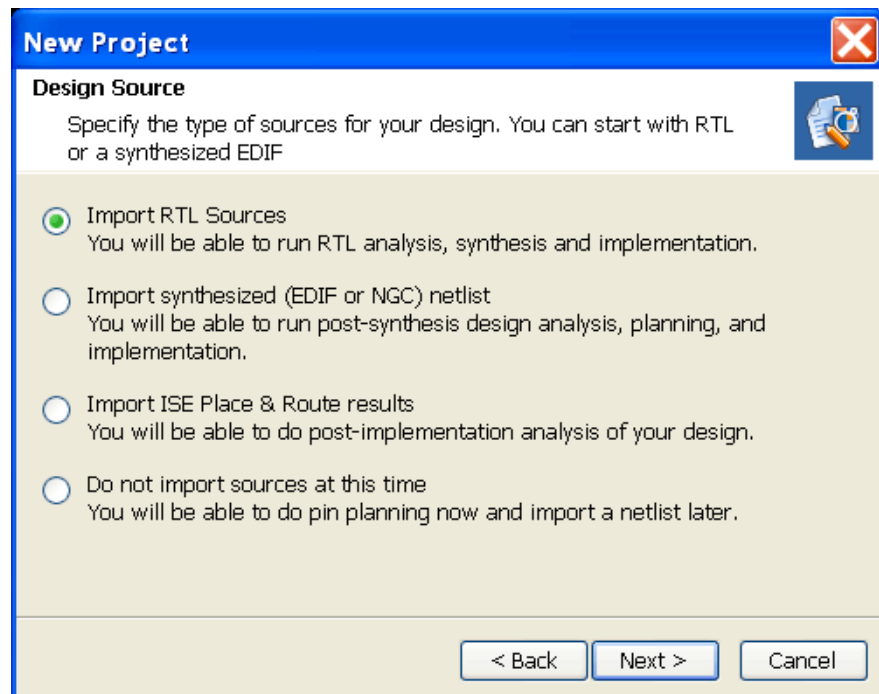 New Project
Design Source
Specify the type of sources for your design. You can start with RTL
or a synthesized EDIF
Import RTL Sources
You will be able to run RTL analysis, synthesis and implementation.
Import synthesized (EDIF or NGC) netlist
You will be able to run post-synthesis design analysis, planning, and
implementation.
Import ISE Place & Route results
You will be able to do post-implementation analysis of your design.
Do not import sources at this time
You will be able to do pin planning now and import a netlist later.
< Back Next > Cancel